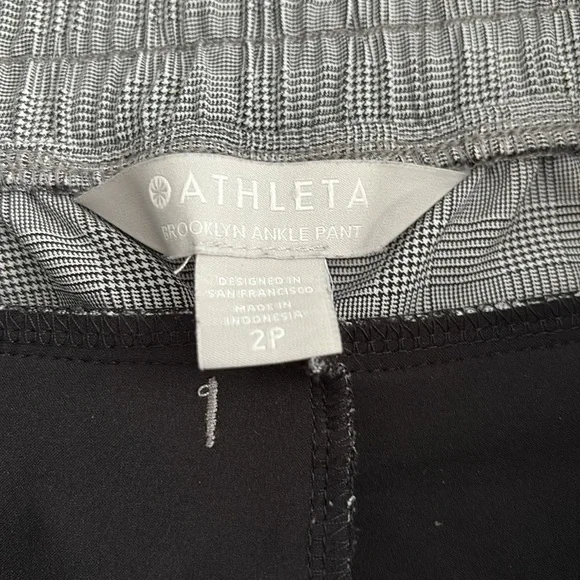 ATHLETA
BROOKLYN ANKLE PANT
DESIGNED IN
SAN FRANCISCO
MADE IN
INDONESIA
2P